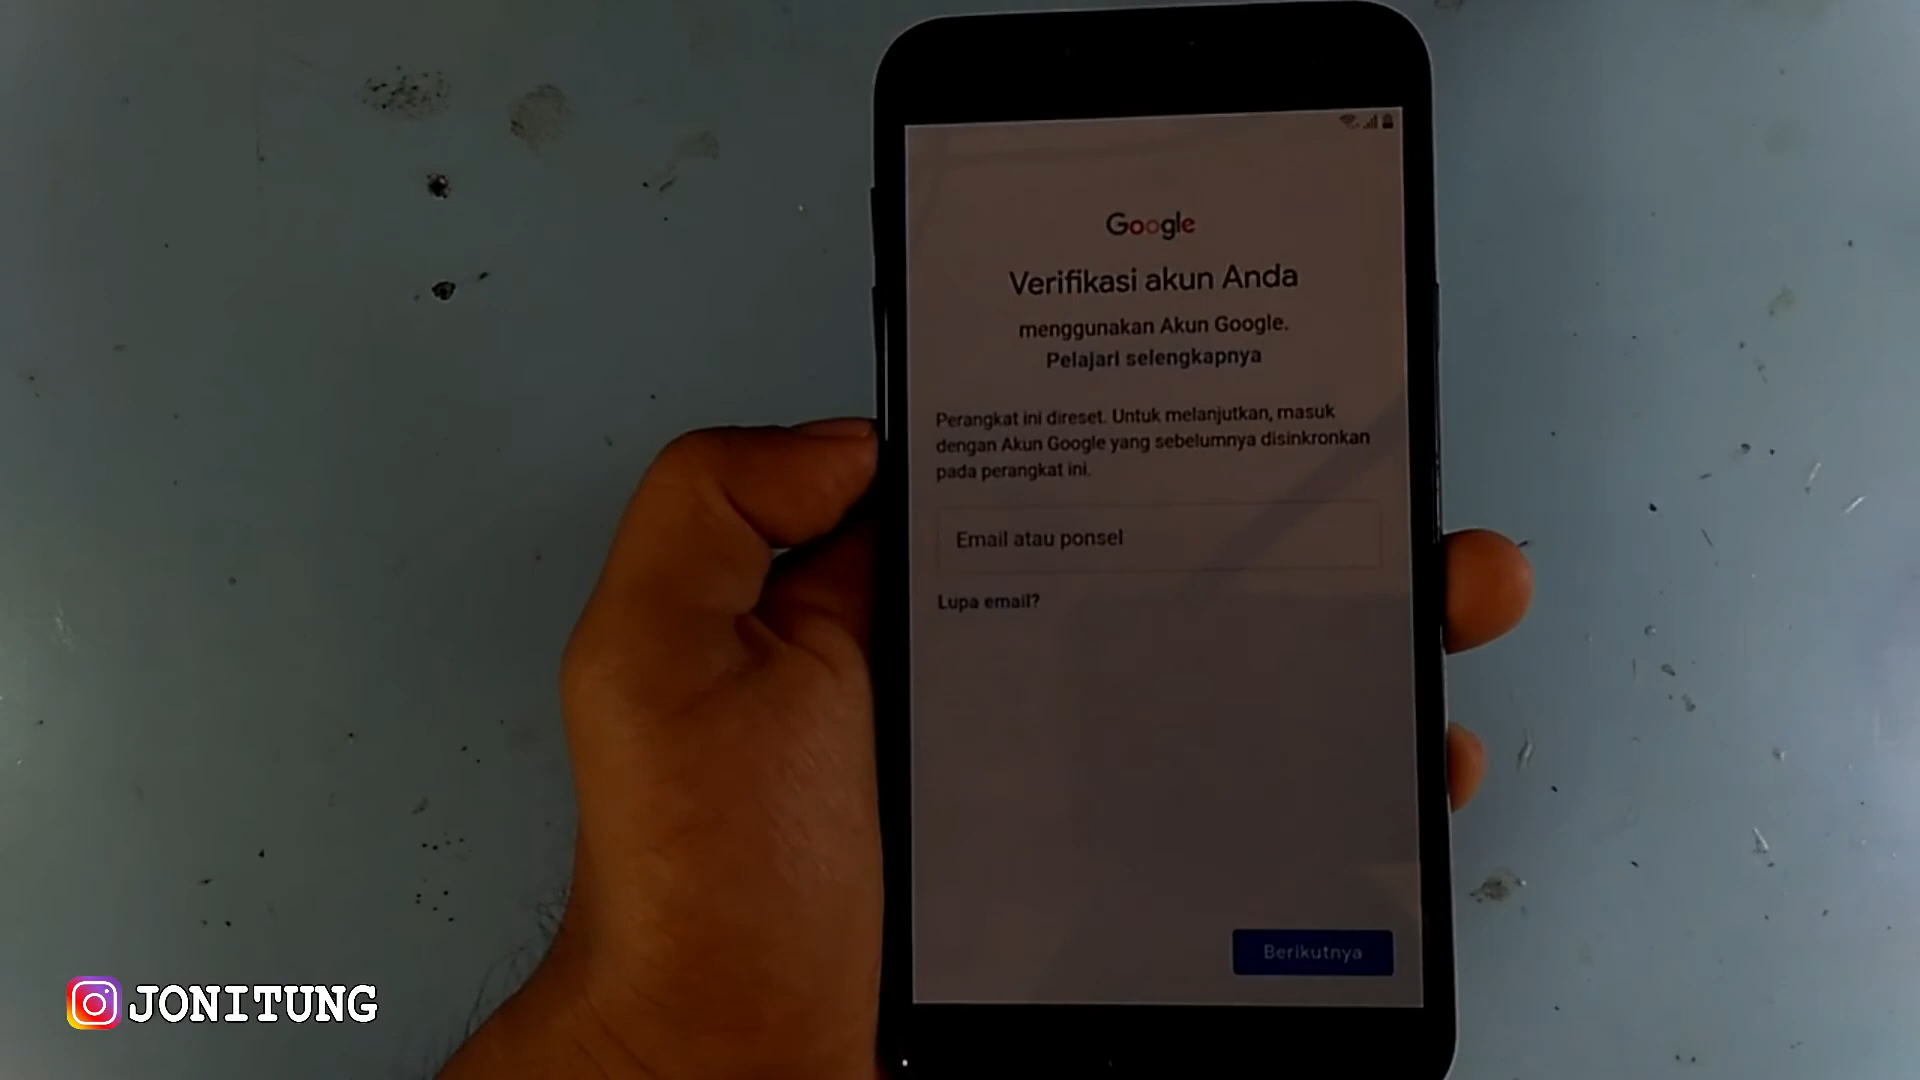 Google
Verifikasi akun Anda
menggunakan Akun Google.
Pelajari selengkapnya
Perangkat ini direset. Untuk melanjutkan, masuk
dengan Akun Google yang sebelumnya disinkronkan
pada perangkat ini.
Email atau ponsel
Lupa email?
Berikutnya
JONITUNG